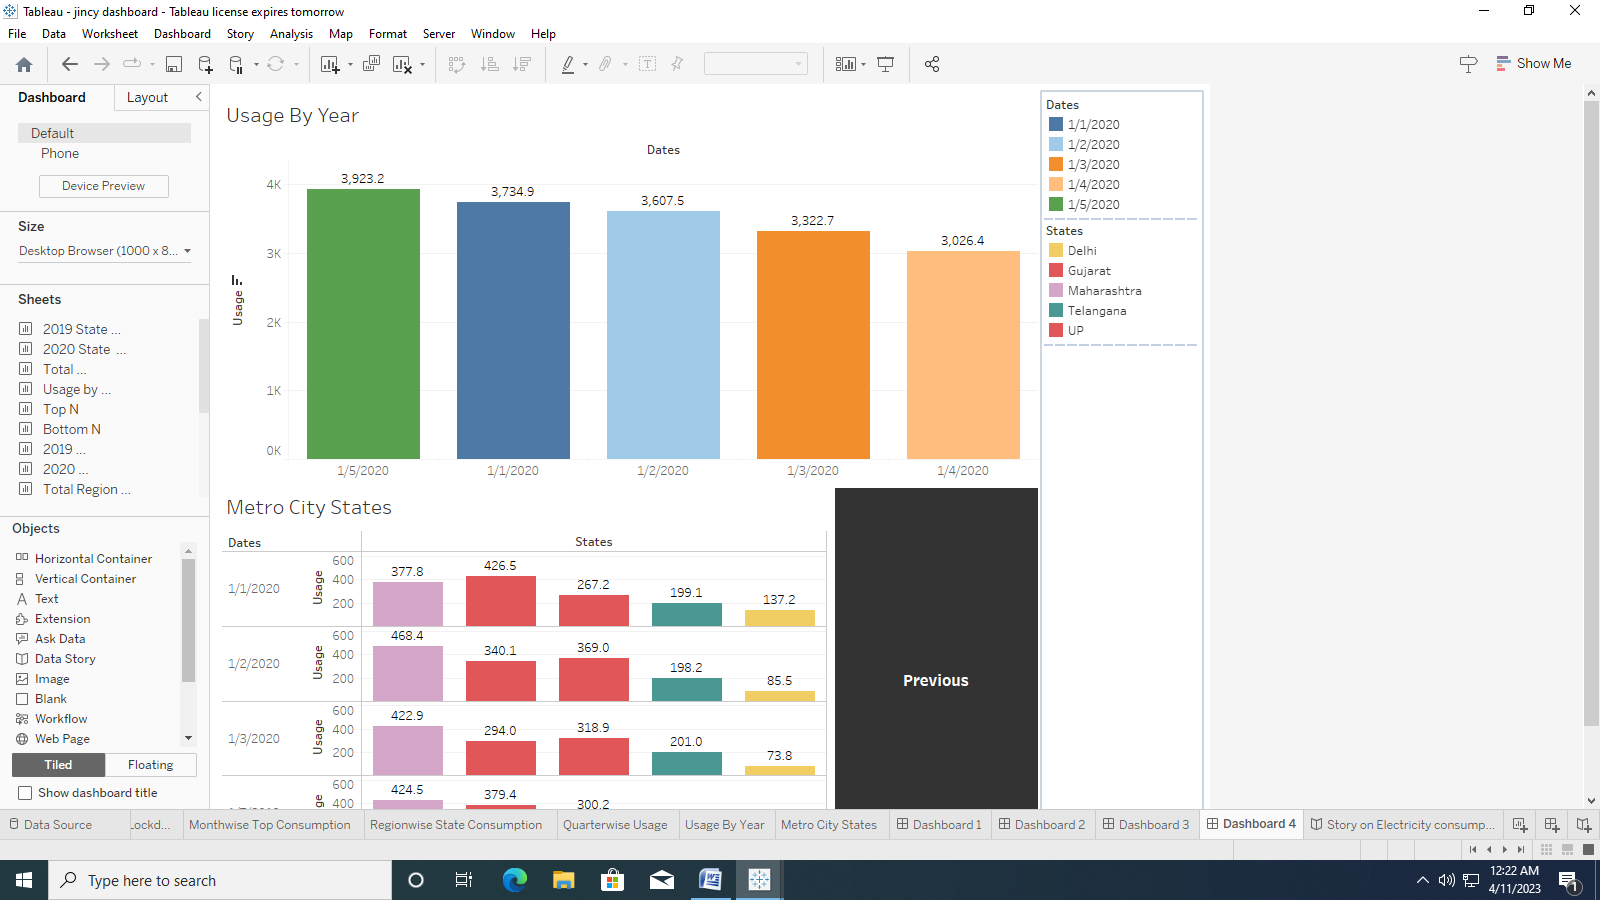 Tableau - jincy dashboard - Tableau license expires tomorrow
File Data Worksheet Dashboard Story Analysis Map Format Server Window Help
Show Me
Dashboard Layout
Default
Phone
Device Preview
Size
Desktop Browser (1000 x 8...
Sheets
2019 State ...
2020 State ...
Total ...
Usage by ...
Top N
Bottom N
2019 ...
2020 ...
Total Region ...
Objects
Horizontal Container
Vertical Container
Text
Extension
Ask Data
Data Story
Image
Blank
Workflow
Web Page
Tiled Floating
Show dashboard title
Usage By Year
Dates
Usage
4K
3K
2K
1K
0K
3,923.2 3,734.9 3,607.5 3,322.7 3,026.4
1/5/2020 1/1/2020 1/2/2020 1/3/2020 1/4/2020
Metro City States
Dates States
1/1/2020 Usage 600 400 200
377.8 426.5 267.2 199.1 137.2
1/2/2020 Usage 600 400 200
468.4 340.1 369.0 198.2 85.5
1/3/2020 Usage 600 400 200
422.9 294.0 318.9 201.0 73.8
600 400
424.5 379.4 300.2
Previous
Dates
1/1/2020
1/2/2020
1/3/2020
1/4/2020
1/5/2020
States
Delhi
Gujarat
Maharashtra
Telangana
UP
Data Source Lockd... Monthwise Top Consumption Regionwise State Consumption Quarterwise Usage Usage By Year Metro City States Dashboard 1 Dashboard 2 Dashboard 3 Dashboard 4 Story on Electricity consump...
Type here to search
12:22 AM
4/11/2023
1